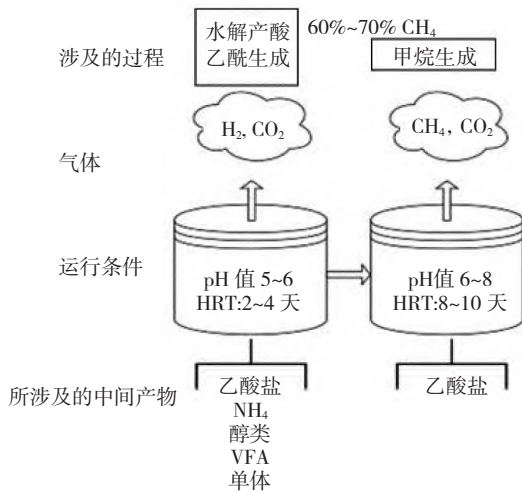 涉及的过程
水解产酸
乙酰生成
60%~70% CH₄
甲烷生成
气体
H₂, CO₂
CH₄, CO₂
运行条件
pH 值 5~6
HRT:2~4 天
pH值 6~8
HRT:8~10 天
所涉及的中间产物
乙酸盐
NH₄
醇类
VFA
单体
乙酸盐